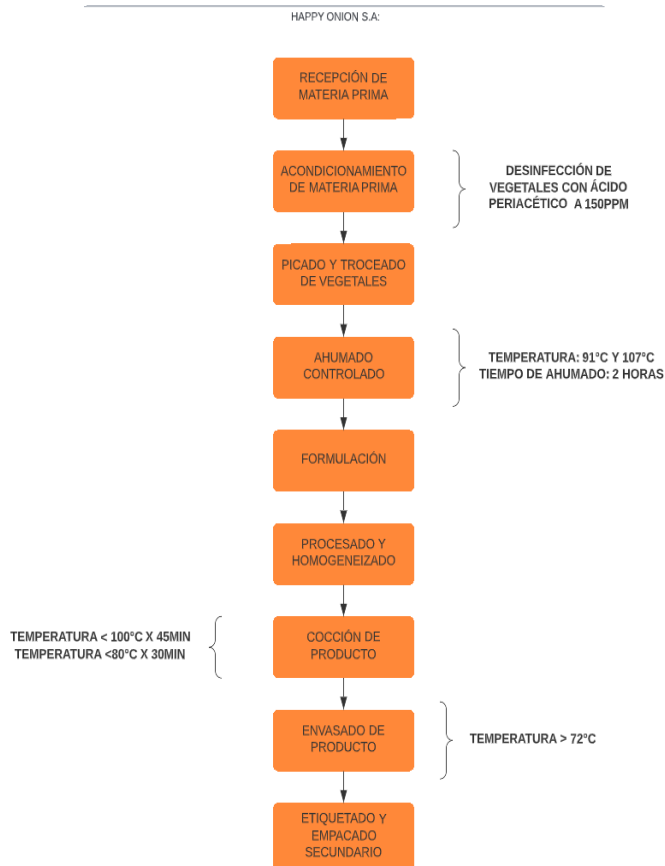 HAPPY ONION S.A:
RECEPCIÓN DE
MATERIA PRIMA
ACONDICIONAMIENTO
DE MATERIA PRIMA
DESINFECCIÓN DE
VEGETALES CON ÁCIDO
PERIACÉTICO A 150PPM
PICADO Y TROCEADO
DE VEGETALES
AHUMADO
CONTROLADO
TEMPERATURA: 91°C Y 107°C
TIEMPO DE AHUMADO: 2 HORAS
FORMULACIÓN
PROCESADO Y
HOMOGENEIZADO
TEMPERATURA < 100°C X 45MIN
TEMPERATURA <80°C X 30MIN
COCCIÓN DE
PRODUCTO
ENVASADO DE
PRODUCTO
TEMPERATURA > 72°C
ETIQUETADO Y
EMPACADO
SECUNDARIO